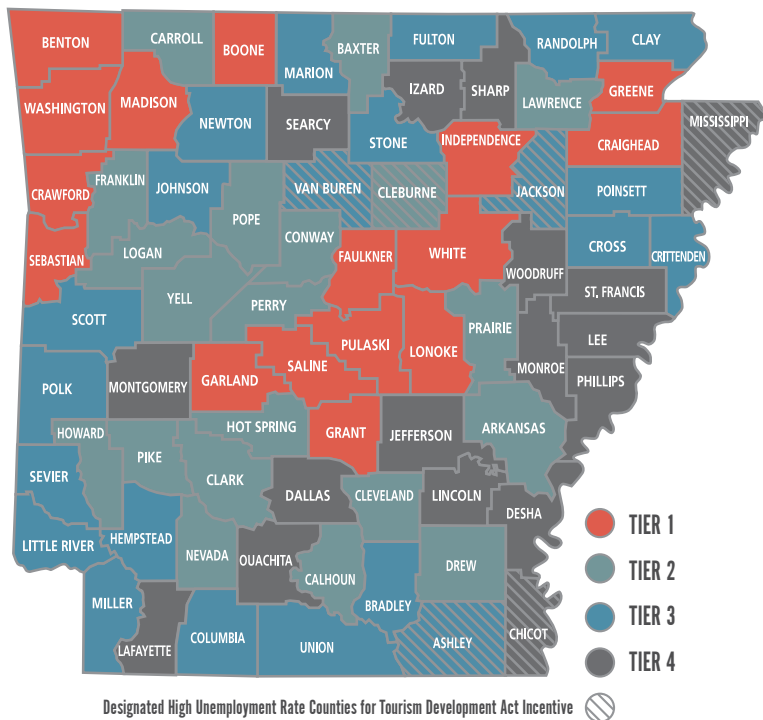 BENTON
CARROLL
BOONE
MARION
BAXTER
FULTON
RANDOLPH
CLAY
WASHINGTON
MADISON
NEWTON
SEARCY
IZARD
SHARP
LAWRENCE
GREENE
STONE
INDEPENDENCE
CRAIGHEAD
MISSISSIPPI
CRAWFORD
FRANKLIN
JOHNSON
POPE
VAN BUREN
CLEBURNE
JACKSON
POINSETT
SEBASTIAN
LOGAN
CONWAY
FAULKNER
WHITE
WOODRUFF
CROSS
CRITTENDEN
SCOTT
YELL
PERRY
PULASKI
LONOKE
PRAIRIE
ST. FRANCIS
LEE
POLK
MONTGOMERY
GARLAND
SALINE
MONROE
PHILLIPS
HOWARD
PIKE
HOT SPRING
GRANT
JEFFERSON
ARKANSAS
SEVIER
CLARK
DALLAS
CLEVELAND
LINCOLN
DESHA
LITTLE RIVER
HEMPSTEAD
NEVADA
OUACHITA
CALHOUN
DREW
MILLER
LAFAYETTE
COLUMBIA
UNION
BRADLEY
ASHLEY
CHICOT
TIER 1
TIER 2
TIER 3
TIER 4
Designated High Unemployment Rate Counties for Tourism Development Act Incentive